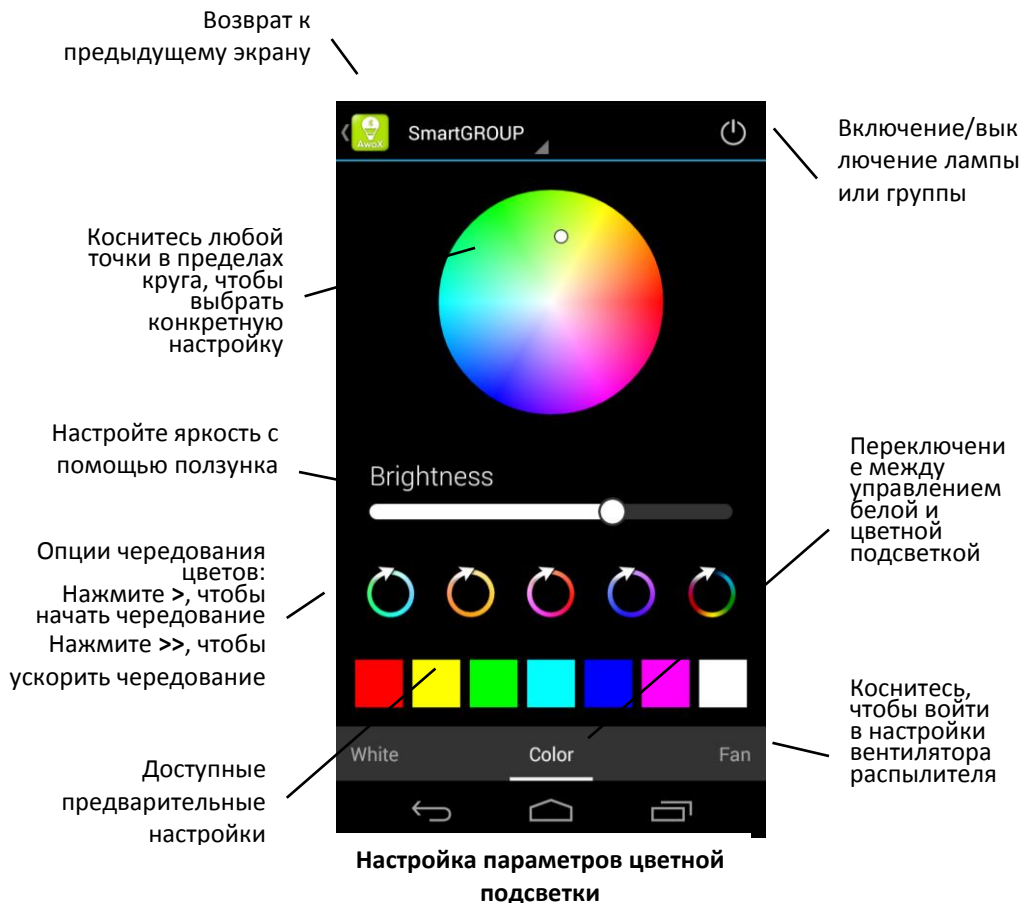 Возврат к
предыдущему экрану
SmartGROUP
AwoX
Включение/вык
лючение лампы
или группы
Коснитесь любой
точки в пределах
круга, чтобы
выбрать
конкретную
настройку
Настройте яркость с
помощью ползунка
Brightness
Переключени
е между
управлением
белой и
цветной
подсветкой
Опции чередования
цветов:
Нажмите >, чтобы
начать чередование
Нажмите >>, чтобы
ускорить чередование
Коснитесь,
чтобы войти
в настройки
вентилятора
распылителя
White
Color
Fan
Доступные
предварительные
настройки
Настройка параметров цветной
подсветки